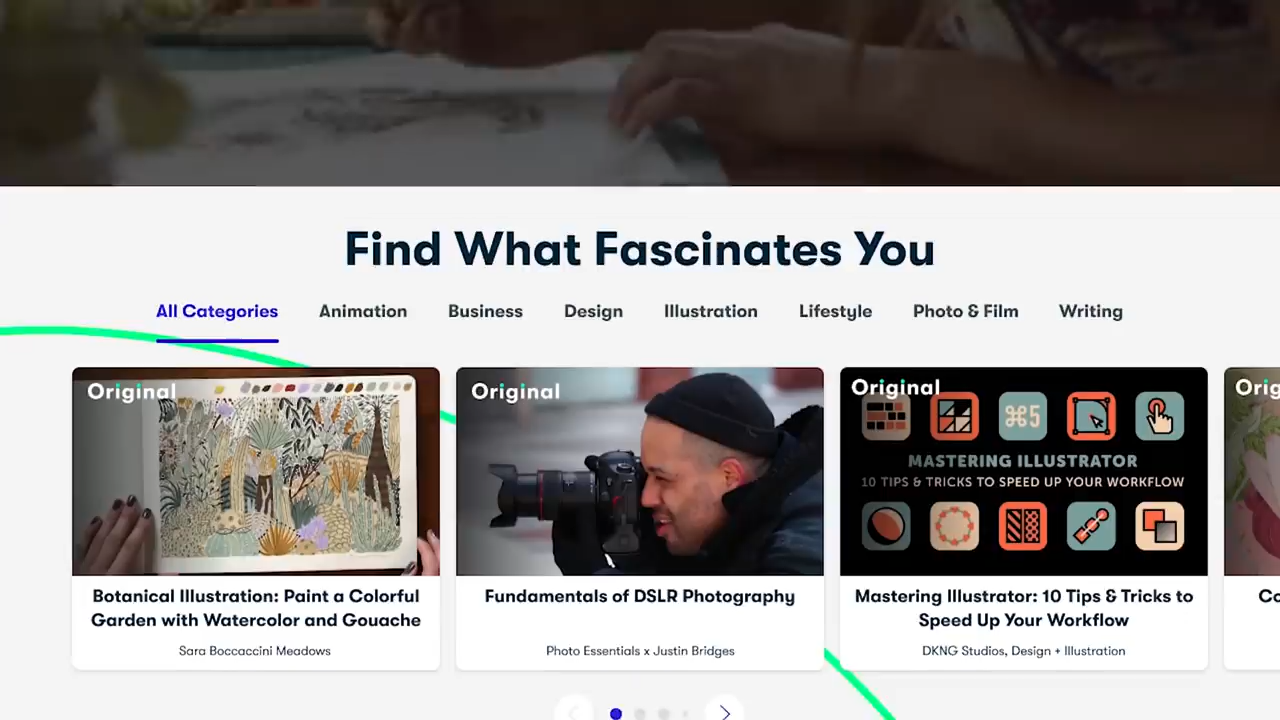 Find What Fascinates You
All Categories
Animation
Business
Design
Illustration
Lifestyle
Photo & Film
Writing
Original
Botanical Illustration: Paint a Colorful
Garden with Watercolor and Gouache
Sara Boccaccini Meadows
Original
Fundamentals of DSLR Photography
Photo Essentials x Justin Bridges
Original
⌘5
MASTERING ILLUSTRATOR
10 TIPS & TRICKS TO SPEED UP YOUR WORKFLOW
Mastering Illustrator: 10 Tips & Tricks to
Speed Up Your Workflow
DKNG Studios, Design + Illustration
Orig
Co